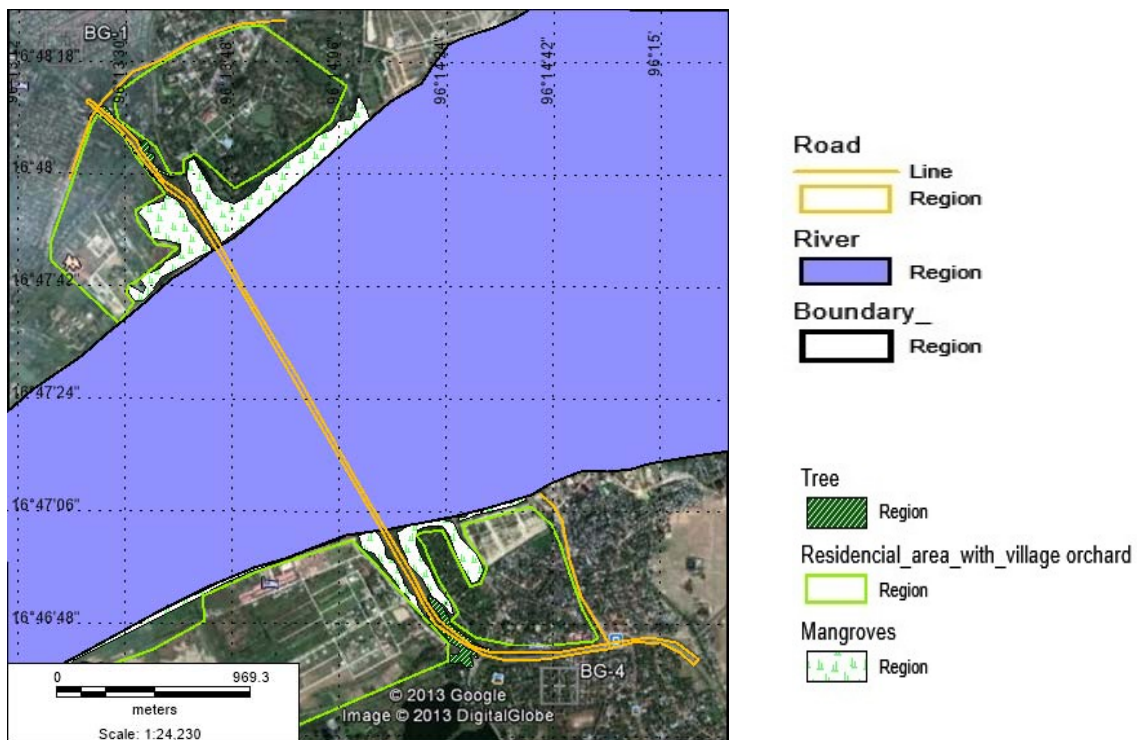 BG-1
16°48'18"
96°13'30"
96°13'48"
96°14'24"
96°14'42"
96°15'
16°48'
16°47'42"
16°47'24"
16°47'06"
16°46'48"
BG-4
0 969.3
meters
Scale: 1:24,230
© 2013 Google
Image © 2013 DigitalGlobe
Road
Line
Region
River
Region
Boundary_
Region
Tree
Region
Residencial_area_with_village orchard
Region
Mangroves
Region